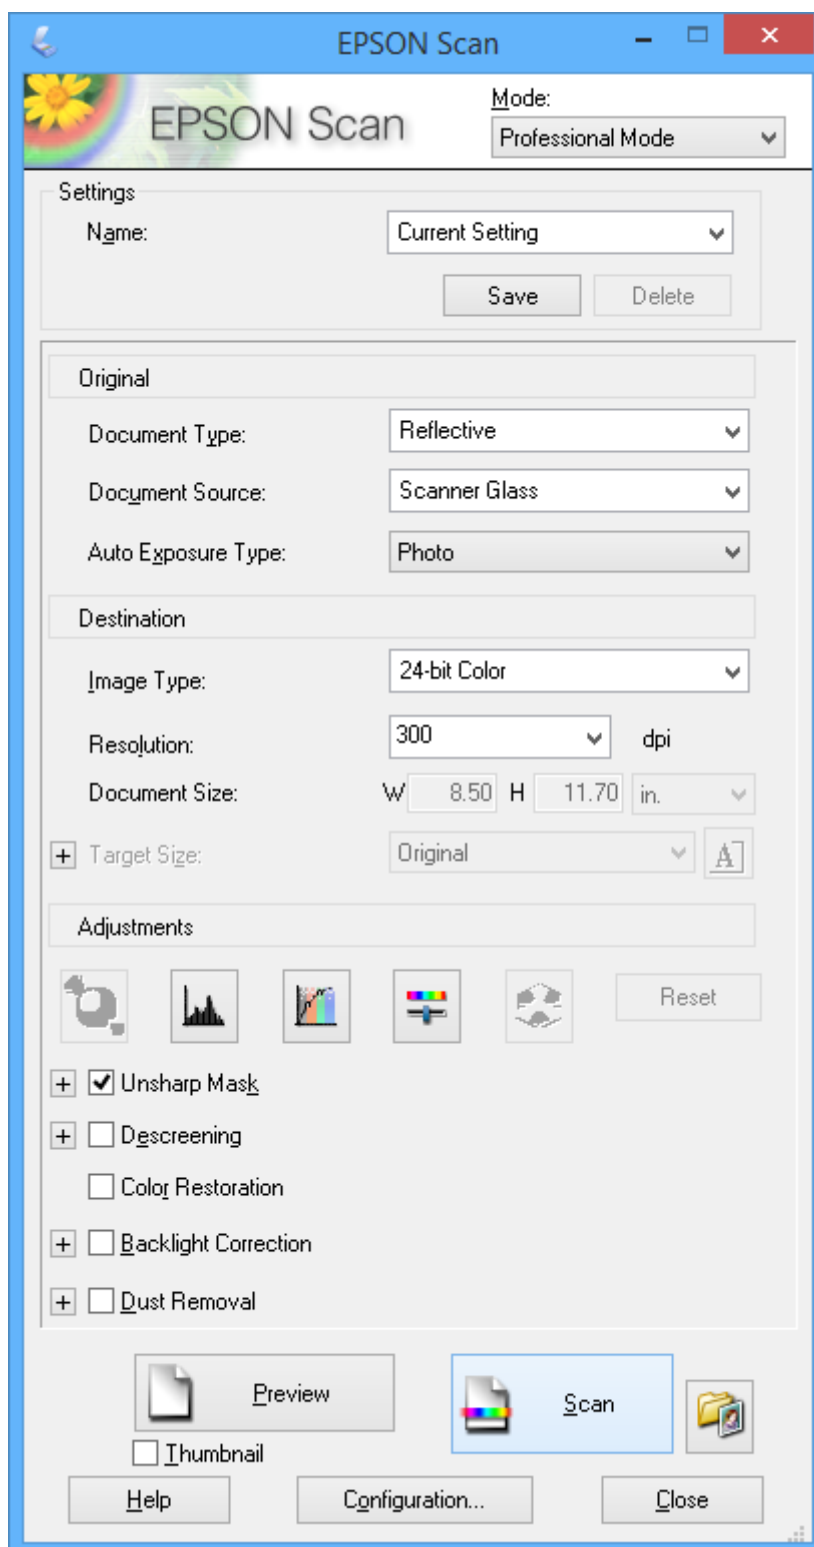 EPSON Scan
EPSON Scan
Mode:
Professional Mode
Settings
Name: Current Setting
Save Delete
Original
Document Type: Reflective
Document Source: Scanner Glass
Auto Exposure Type: Photo
Destination
Image Type: 24-bit Color
Resolution: 300 dpi
Document Size: W 8.50 H 11.70 in.
+ Target Size: Original A
Adjustments
Reset
+ Unsharp Mask
+ Descreening
Color Restoration
+ Backlight Correction
+ Dust Removal
Preview Scan
Thumbnail
Help Configuration... Close